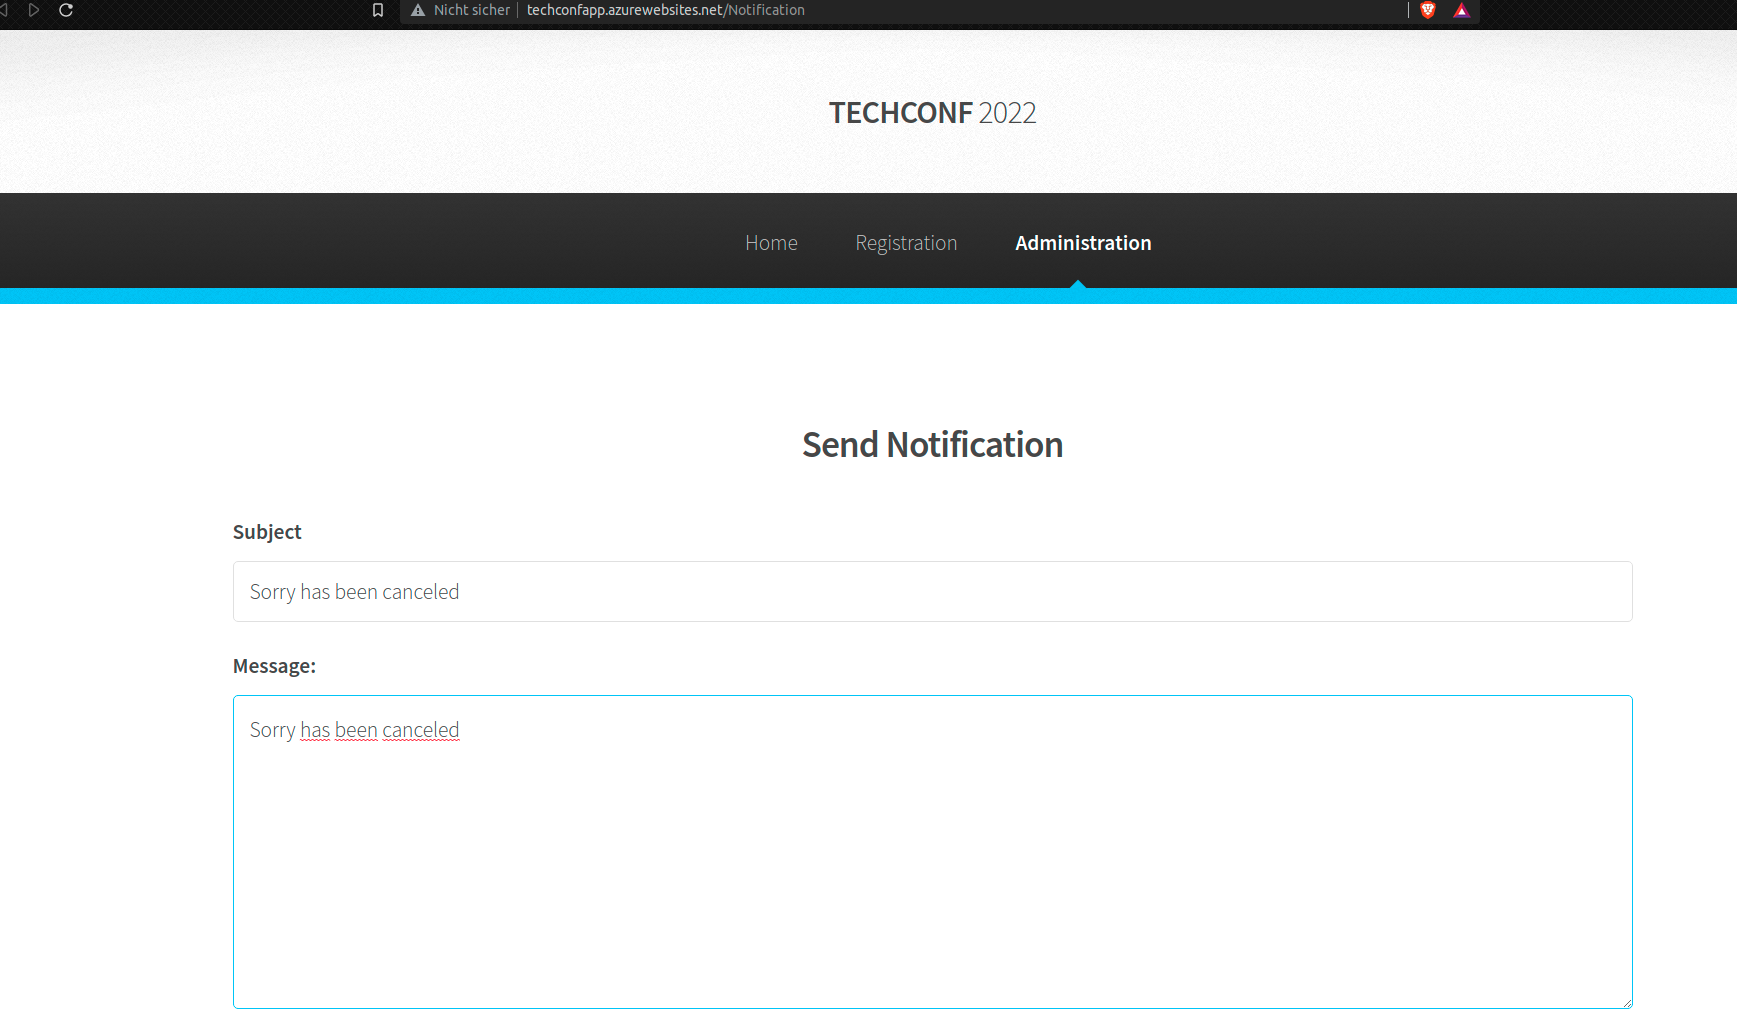 Nicht sicher techconfapp.azurewebsites.net/Notification
TECHCONF 2022
Home Registration Administration
Send Notification
Subject
Sorry has been canceled
Message:
Sorry has been canceled